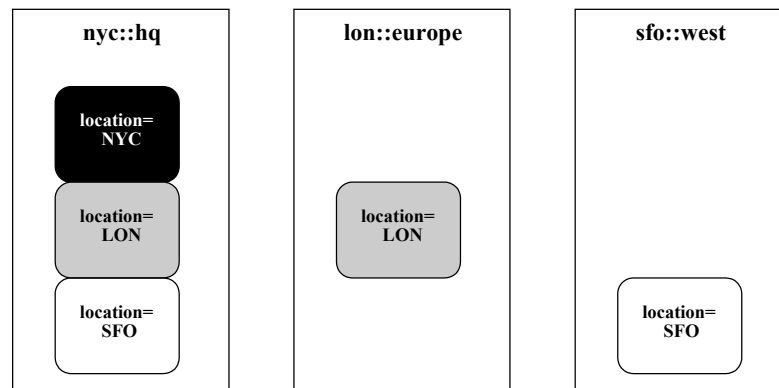 nyc::hq
location=
NYC
location=
LON
location=
SFO
lon::europe
location=
LON
sfo::west
location=
SFO